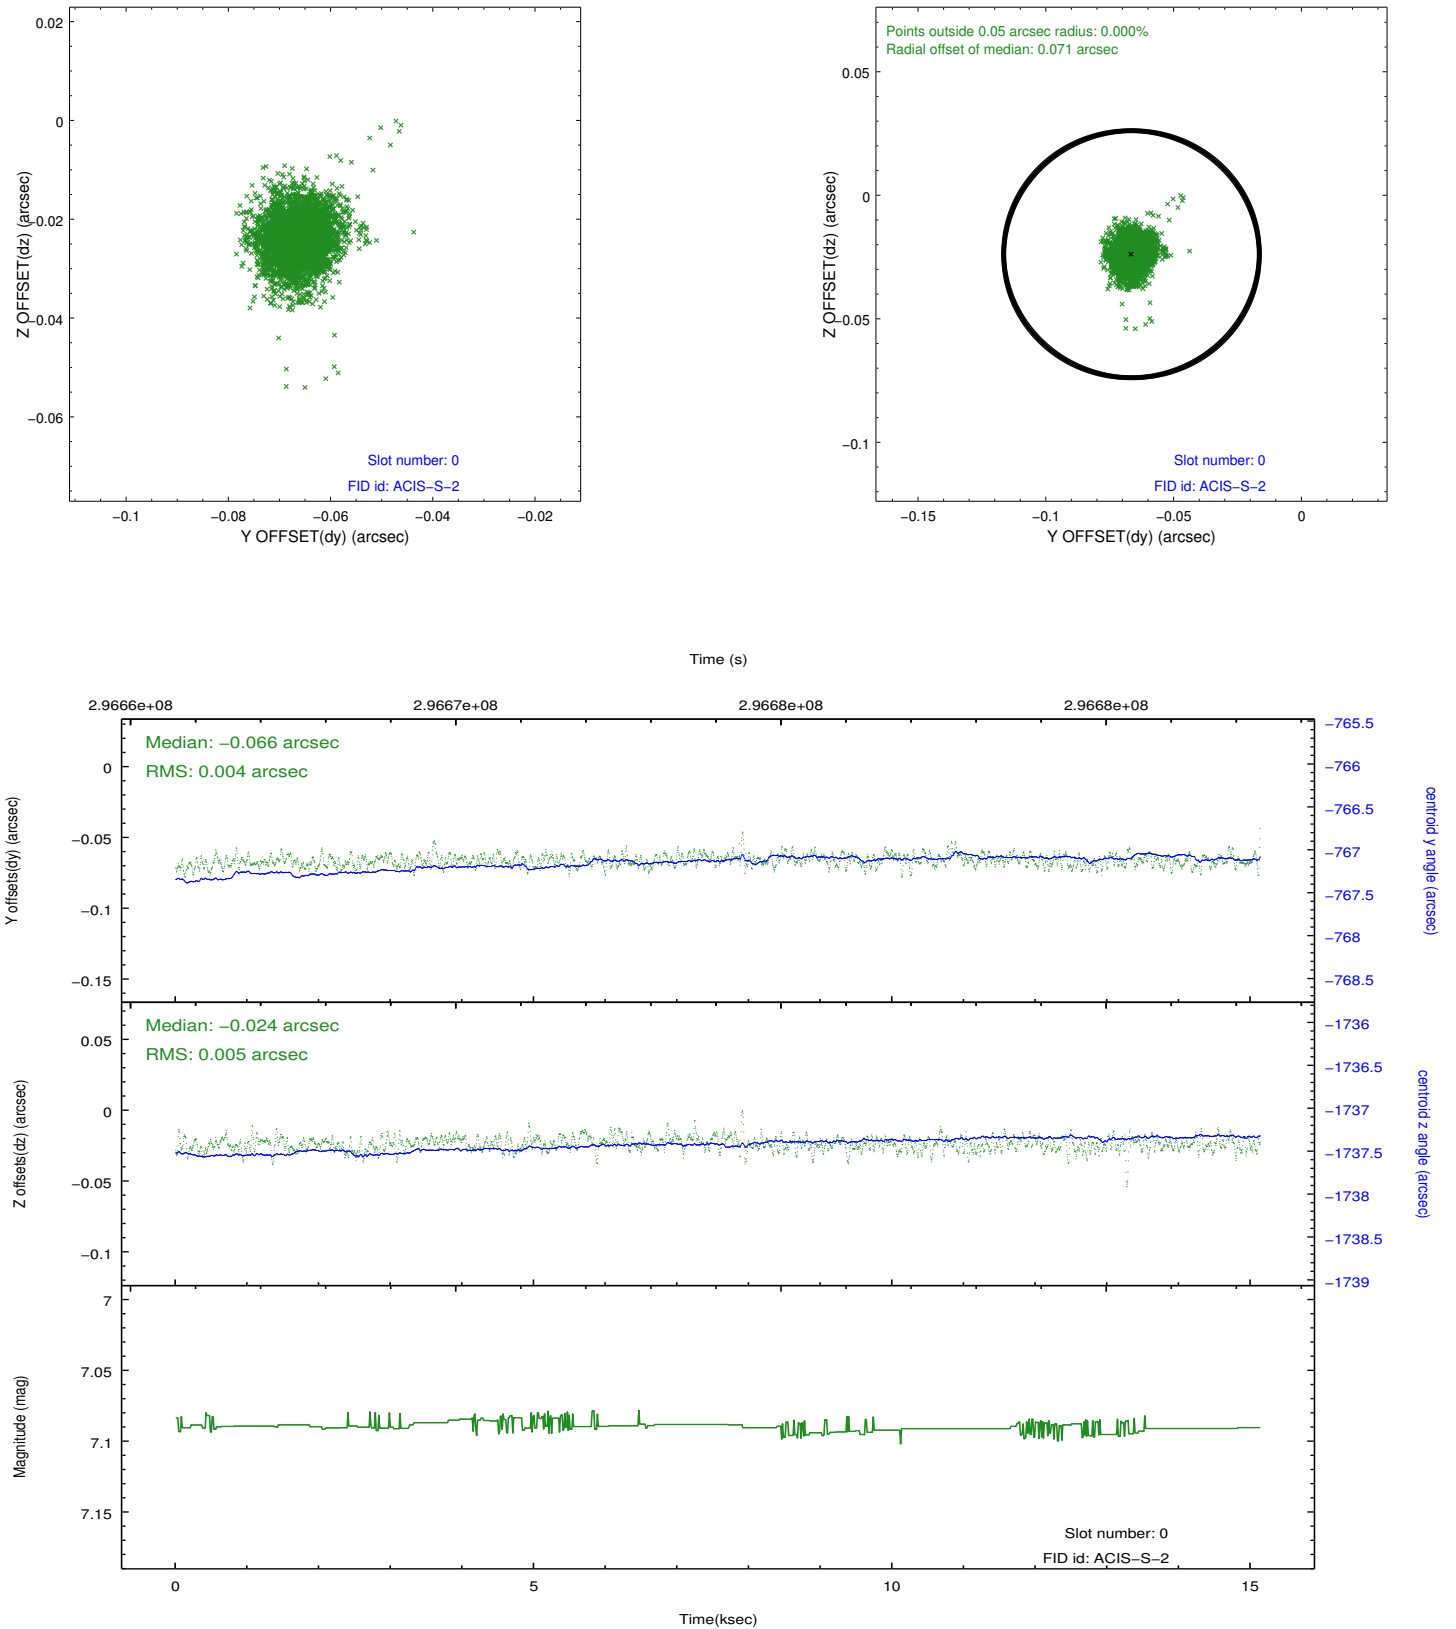 0.02
0
−0.02
−0.04
−0.06
Z OFFSET(dz) (arcsec)
Slot number: 0
FID id: ACIS−S−2
−0.1
−0.08
−0.06
−0.04
−0.02
Y OFFSET(dy) (arcsec)
Points outside 0.05 arcsec radius: 0.000%
Radial offset of median: 0.071 arcsec
0.05
0
−0.05
−0.1
Z OFFSET(dz) (arcsec)
Slot number: 0
FID id: ACIS−S−2
−0.15
−0.1
−0.05
0
Y OFFSET(dy) (arcsec)
Time (s)
2.9666e+08
2.9667e+08
2.9668e+08
2.9668e+08
Median: −0.066 arcsec
RMS: 0.004 arcsec
0
−0.05
−0.1
−0.15
Y offsets(dy) (arcsec)
−765.5
−766
−766.5
−767
−767.5
−768
−768.5
centroid y angle (arcsec)
Median: −0.024 arcsec
RMS: 0.005 arcsec
0.05
0
−0.05
−0.1
Z offsets(dz) (arcsec)
−1736
−1736.5
−1737
−1737.5
−1738
−1738.5
−1739
centroid z angle (arcsec)
7
7.05
7.1
7.15
Magnitude (mag)
Slot number: 0
FID id: ACIS−S−2
0
5
10
15
Time(ksec)